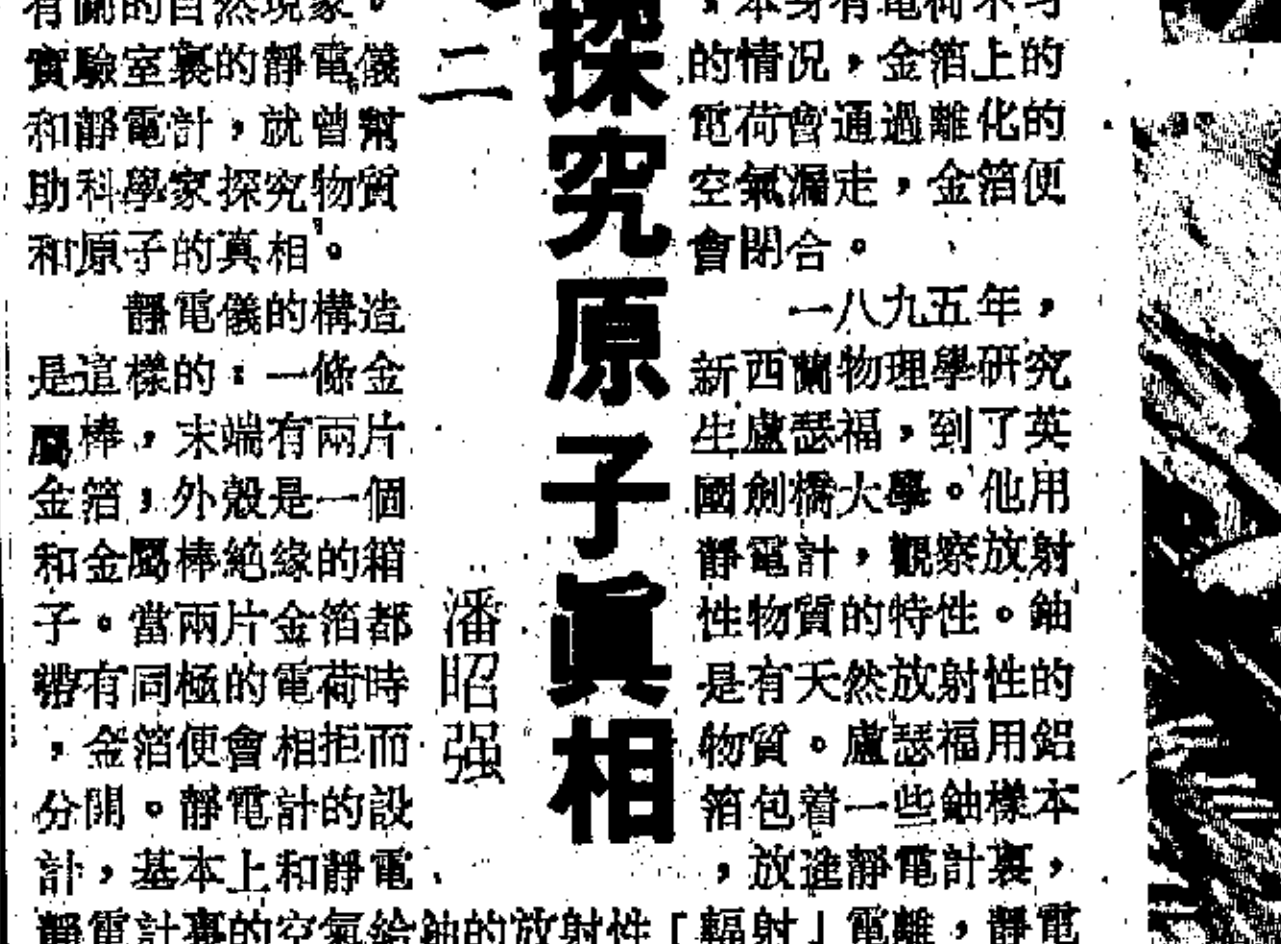 探究原子眞相
二
潘昭强
有關的自然現象。
實驗室裏的靜電儀
和靜電計，就曾幫
助科學家探究物質
和原子的真相。
靜電儀的構造
是這樣的：一條金
屬棒，末端有兩片
金箔，外殼是一個
和金屬棒絕緣的箱
子。當兩片金箔都
帶有同極的電荷時
，金箔便會相拒而
分開。靜電計的設
計，基本上和靜電
，本身有電荷不
的情况，金箔上的
電荷會通過離化的
空氣漏走，金箔便
會閉合。
一八九五年，
新西蘭物理學研究
生盧瑟福，到了英
國劍橋大學。他用
靜電計，觀察放射
性物質的特性。鈾
是有天然放射性的
物質。盧瑟福用鋁
箔包着一些鈾樣本
，放進靜電計裏，
靜電計裏的空氣給鈾的放射性「輻射」電離，靜電